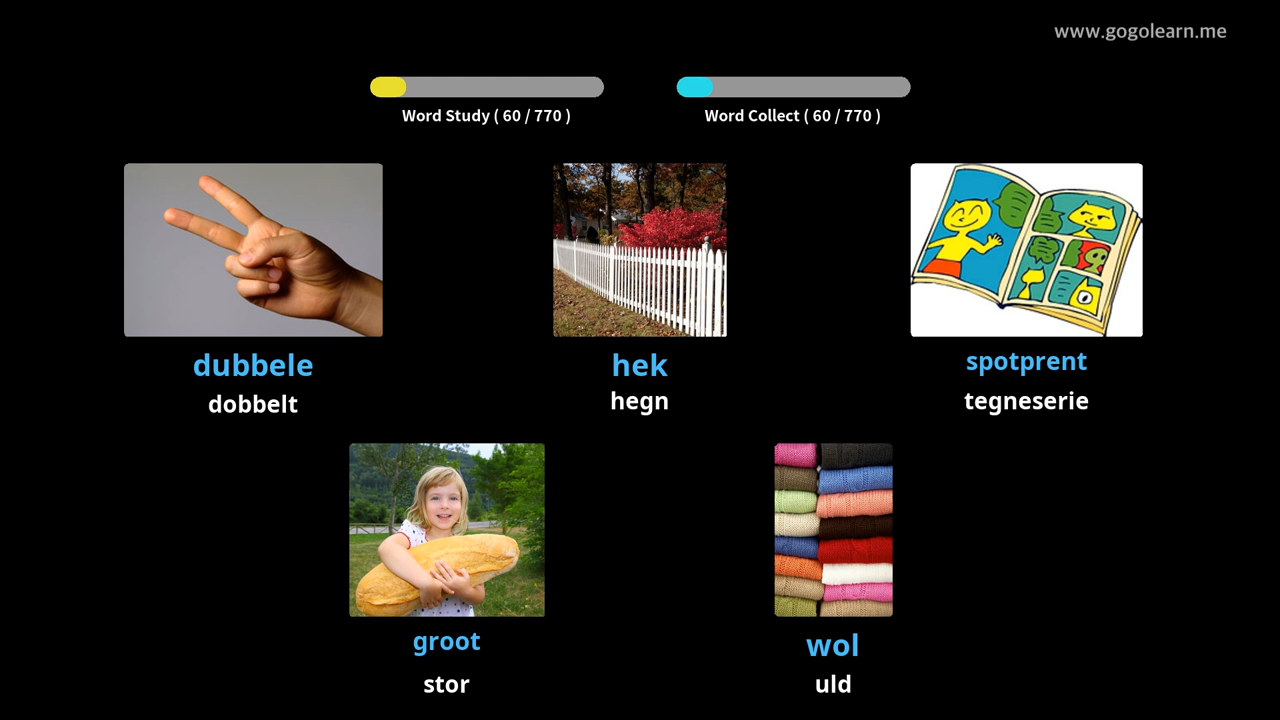 www.gogolearn.me
Word Study ( 60 / 770 )
Word Collect ( 60 / 770 )
dubbele
dobbelt
hek
hegn
spotprent
tegneserie
groot
stor
wol
uld